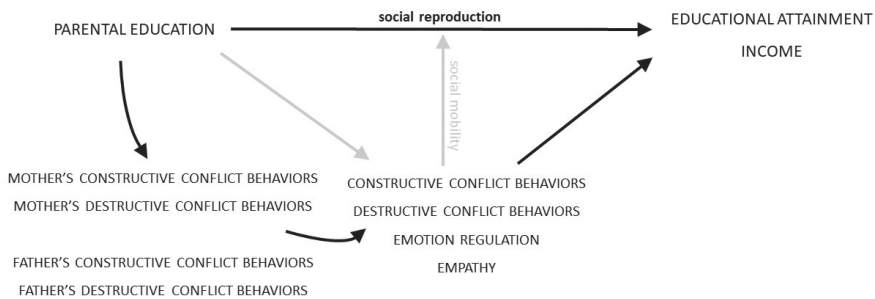 social reproduction
PARENTAL EDUCATION
EDUCATIONAL ATTAINMENT
INCOME
social mobility
MOTHER'S CONSTRUCTIVE CONFLICT BEHAVIORS
MOTHER'S DESTRUCTIVE CONFLICT BEHAVIORS
FATHER'S CONSTRUCTIVE CONFLICT BEHAVIORS
FATHER'S DESTRUCTIVE CONFLICT BEHAVIORS
CONSTRUCTIVE CONFLICT BEHAVIORS
DESTRUCTIVE CONFLICT BEHAVIORS
EMOTION REGULATION
EMPATHY